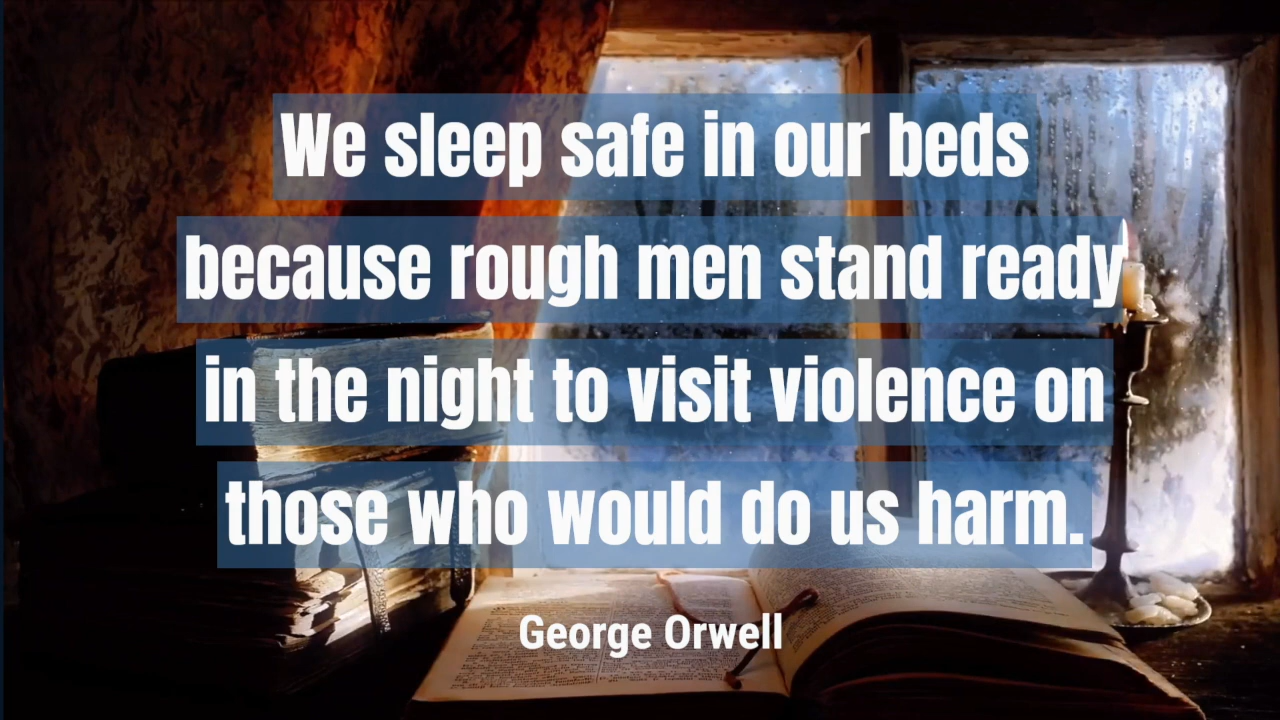 We sleep safe in our beds
because rough men stand ready
in the night to visit violence on
those who would do us harm.
George Orwell